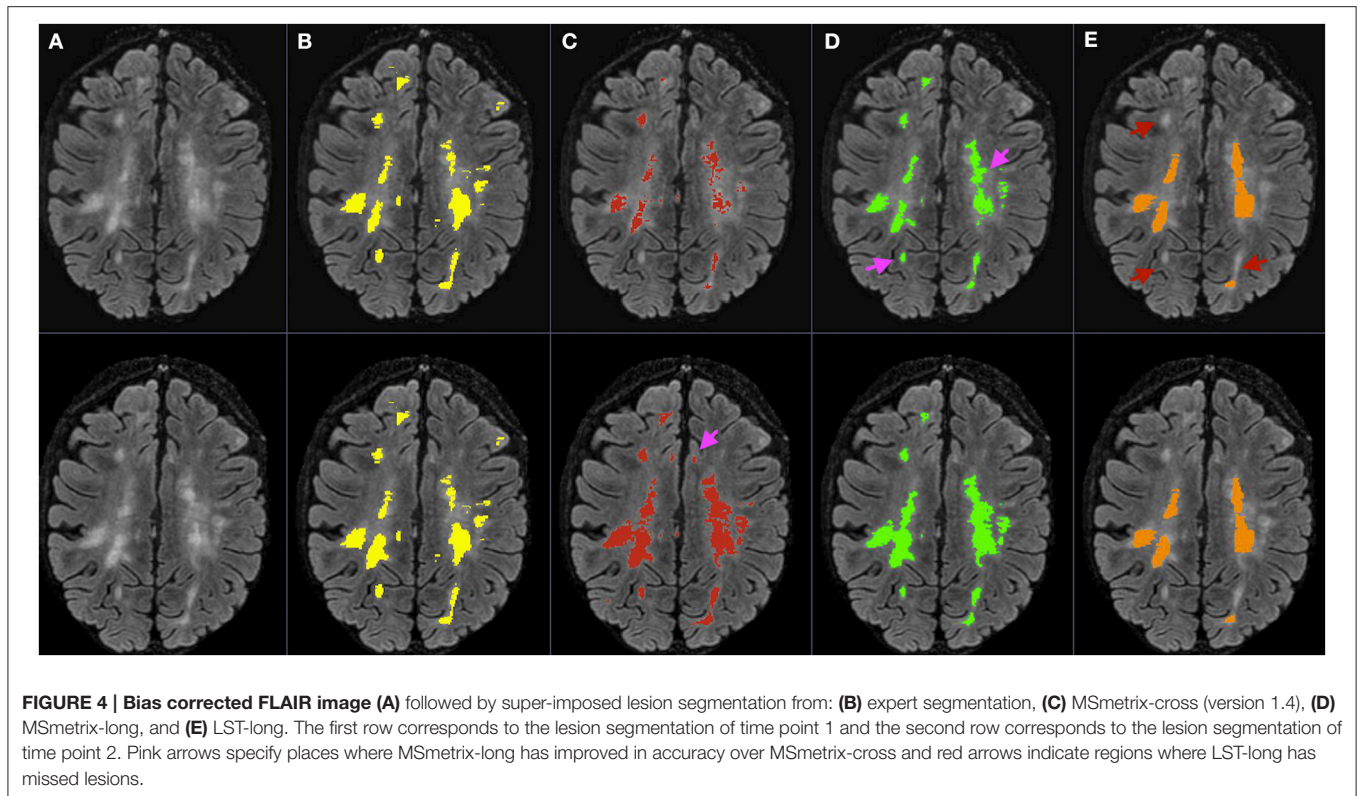 A B C D E
FIGURE 4 | Bias corrected FLAIR image (A) followed by super-imposed lesion segmentation from: (B) expert segmentation, (C) MSmetrix-cross (version 1.4), (D)
MSmetrix-long, and (E) LST-long. The first row corresponds to the lesion segmentation of time point 1 and the second row corresponds to the lesion segmentation of
time point 2. Pink arrows specify places where MSmetrix-long has improved in accuracy over MSmetrix-cross and red arrows indicate regions where LST-long has
missed lesions.